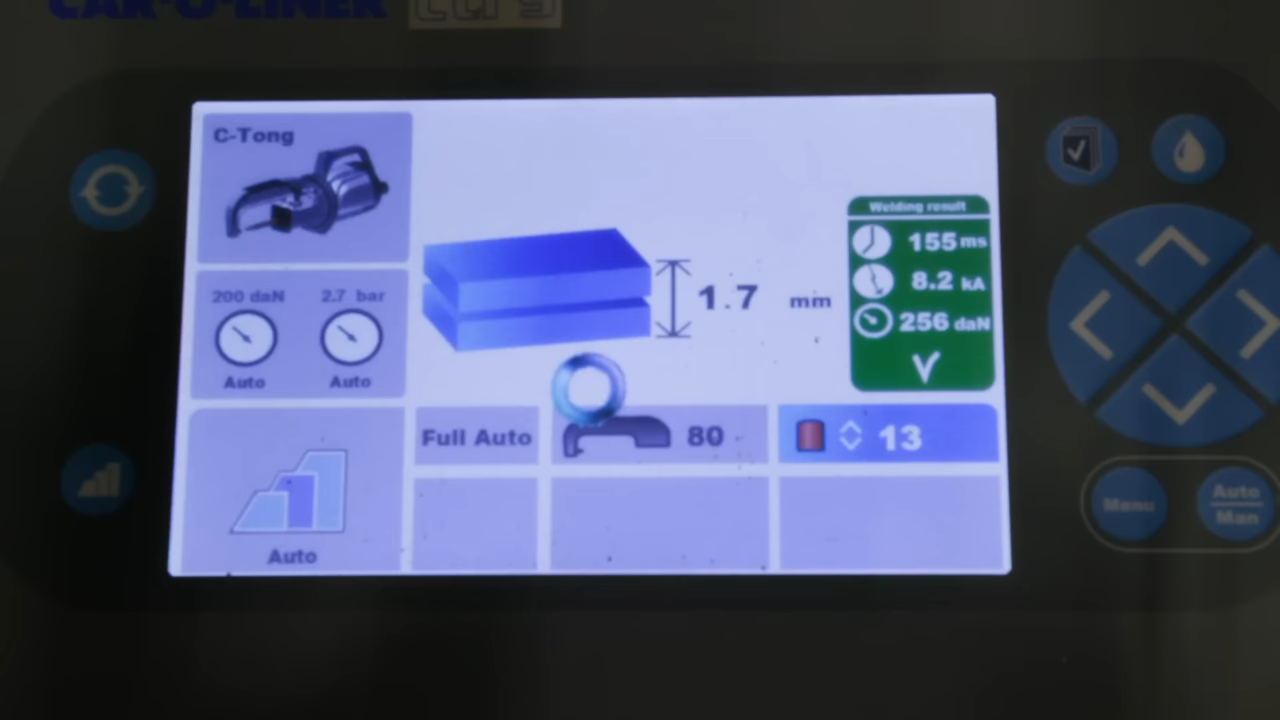 CAR-O-LINER
C-Tong
Welding result
155 ms
8.2 kA
256 daN
200 daN 2.7 bar
1.7 mm
Auto Auto
Full Auto
80
13
Auto
Menu
Auto
Man